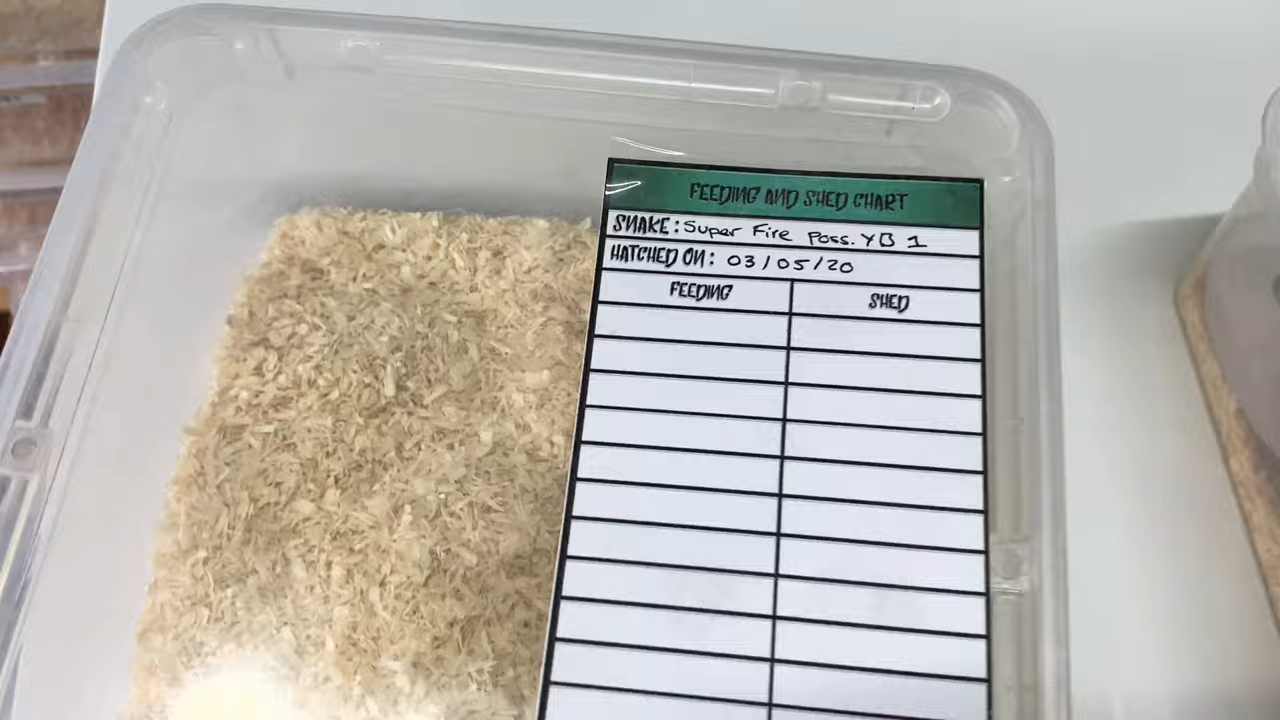 FEEDING AND SHED CHART
SNAKE: Super Fire Poss. YB 1
HATCHED ON: 03/05/20
FEEDING SHED